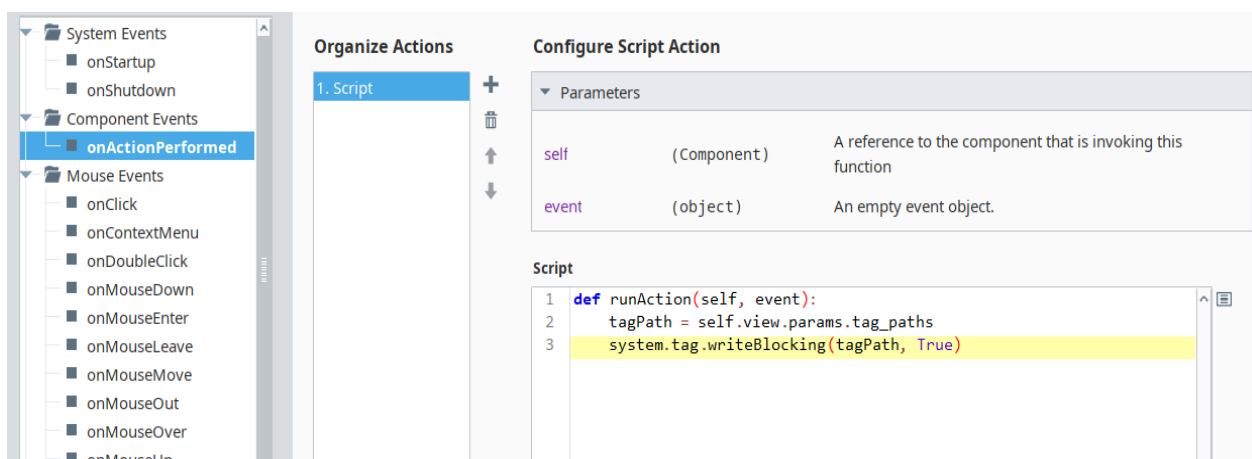 System Events
onStartup
onShutdown
Component Events
onActionPerformed
Mouse Events
onClick
onContextMenu
onDoubleClick
onMouseDown
onMouseEnter
onMouseLeave
onMouseMove
onMouseOut
onMouseOver
onMouseUp
Organize Actions
1. Script
Configure Script Action
Parameters
self (Component) A reference to the component that is invoking this
function
event (object) An empty event object.
Script
1 def runAction(self, event):
2 tagPath = self.view.params.tag_paths
3 system.tag.writeBlocking(tagPath, True)